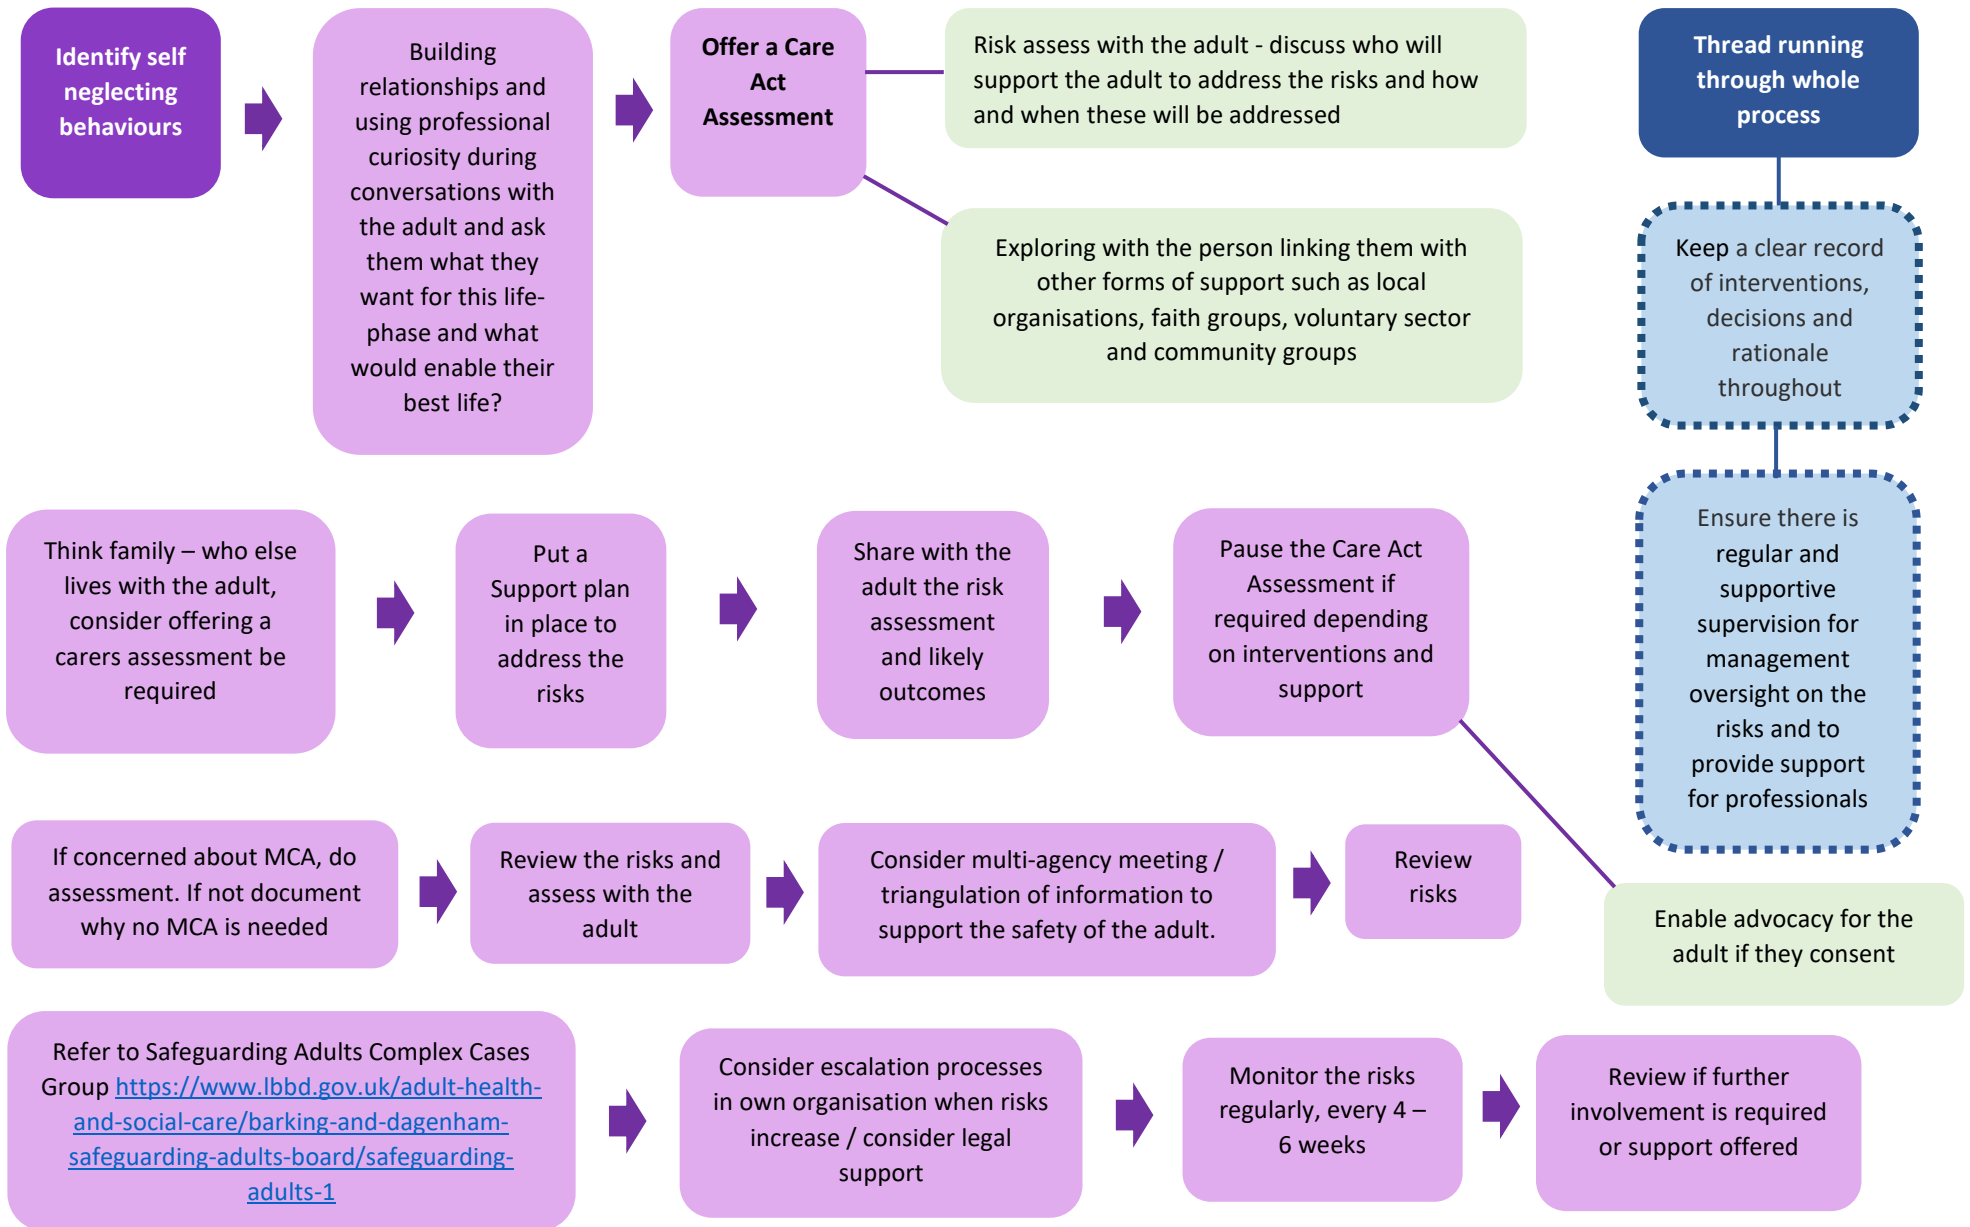 Identify self
neglecting
behaviours
Building
relationships and
using professional
curiosity during
conversations with
the adult and ask
them what they
want for this life-
phase and what
would enable their
best life?
Offer a Care
Act
Assessment
Risk assess with the adult - discuss who will
support the adult to address the risks and how
and when these will be addressed
Exploring with the person linking them with
other forms of support such as local
organisations, faith groups, voluntary sector
and community groups
Thread running
through whole
process
Keep a clear record
of interventions,
decisions and
rationale
throughout
Ensure there is
regular and
supportive
supervision for
management
oversight on the
risks and to
provide support
for professionals
Think family – who else
lives with the adult,
consider offering a
carers assessment be
required
Put a
Support plan
in place to
address the
risks
Share with the
adult the risk
assessment
and likely
outcomes
Pause the Care Act
Assessment if
required depending
on interventions and
support
Enable advocacy for the
adult if they consent
If concerned about MCA, do
assessment. If not document
why no MCA is needed
Review the risks and
assess with the
adult
Consider multi-agency meeting /
triangulation of information to
support the safety of the adult.
Review
risks
Refer to Safeguarding Adults Complex Cases
Group https://www.lbbd.gov.uk/adult-health-
and-social-care/barking-and-dagenham-
safeguarding-adults-board/safeguarding-
adults-1
Consider escalation processes
in own organisation when risks
increase / consider legal
support
Monitor the risks
regularly, every 4 –
6 weeks
Review if further
involvement is required
or support offered